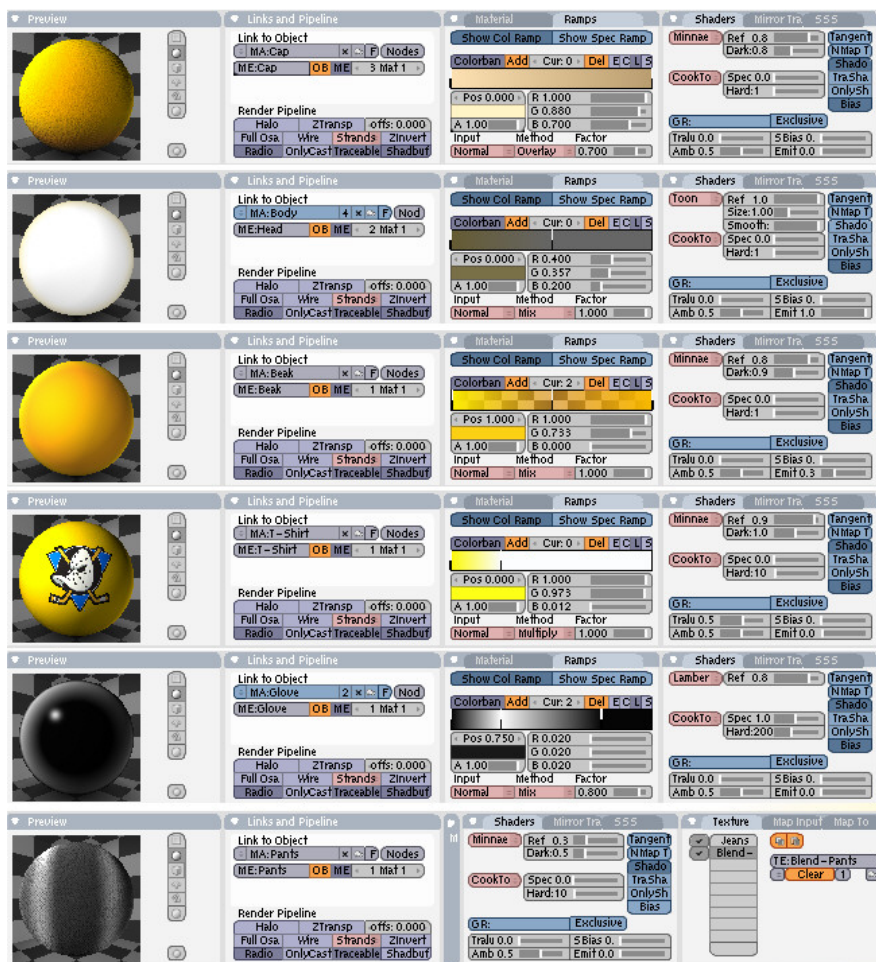 Preview Links and Pipeline Material Ramps Shaders Mirror Tra SSS
Link to Object Show Col Ramp Show Spec Ramp Minnae Ref 0.8 Tangent
MA:Cap F Nodes Dark:0.8 NMap T
ME:Cap OB ME 3 Mat 1 Colorban Add Cur: 0 Del E C L S Shado
CookTo Spec 0.0 TraSha
Pos 0.000 R 1.000 Hard:1 OnlySh
Render Pipeline G 0.880 Bias
Halo ZTransp offs: 0.000 A 1.00 B 0.700 GR: Exclusive
Full Osa Wire Strands ZInvert Input Method Factor Tralu 0.0 SBias 0.
Radio OnlyCast Traceable Shadbuf Normal Overlay 0.700 Amb 0.5 Emit 0.0
Preview Links and Pipeline Material Ramps Shaders Mirror Tra SSS
Link to Object Show Col Ramp Show Spec Ramp Toon Ref 1.0 Tangent
MA:Body 4 F Nod Size:1.00 NMap T
ME:Head OB ME 2 Mat 1 Colorban Add Cur: 0 Del E C L S Smooth: Shado
CookTo Spec 0.0 TraSha
Pos 0.000 R 0.400 Hard:1 OnlySh
Render Pipeline G 0.357 Bias
Halo ZTransp offs: 0.000 A 1.00 B 0.200 GR: Exclusive
Full Osa Wire Strands ZInvert Input Method Factor Tralu 0.0 SBias 0.
Radio OnlyCast Traceable Shadbuf Normal Mix 1.000 Amb 0.5 Emit 1.0
Preview Links and Pipeline Material Ramps Shaders Mirror Tra SSS
Link to Object Show Col Ramp Show Spec Ramp Minnae Ref 0.8 Tangent
MA:Beak F Nodes Dark:0.9 NMap T
ME:Beak OB ME 1 Mat 1 Colorban Add Cur: 2 Del E C L S Shado
CookTo Spec 0.0 TraSha
Pos 1.000 R 1.000 Hard:1 OnlySh
Render Pipeline G 0.733 Bias
Halo ZTransp offs: 0.000 A 1.00 B 0.000 GR: Exclusive
Full Osa Wire Strands ZInvert Input Method Factor Tralu 0.0 SBias 0.
Radio OnlyCast Traceable Shadbuf Normal Mix 1.000 Amb 0.5 Emit 0.3
Preview Links and Pipeline Material Ramps Shaders Mirror Tra SSS
Link to Object Show Col Ramp Show Spec Ramp Minnae Ref 0.9 Tangent
MA:T-Shirt F Nodes Dark:1.0 NMap T
ME:T-Shirt OB ME 1 Mat 1 Colorban Add Cur: 0 Del E C L S Shado
CookTo Spec 0.0 TraSha
Pos 0.000 R 1.000 Hard:10 OnlySh
Render Pipeline G 0.973 Bias
Halo ZTransp offs: 0.000 A 1.00 B 0.012 GR: Exclusive
Full Osa Wire Strands ZInvert Input Method Factor Tralu 0.5 SBias 0.
Radio OnlyCast Traceable Shadbuf Normal Multiply 1.000 Amb 0.5 Emit 0.0
Preview Links and Pipeline Material Ramps Shaders Mirror Tra SSS
Link to Object Show Col Ramp Show Spec Ramp Lamber Ref 0.8 Tangent
MA:Glove 2 F Nod NMap T
ME:Glove OB ME 1 Mat 1 Colorban Add Cur: 2 Del E C L S Shado
CookTo Spec 1.0 TraSha
Pos 0.750 R 0.020 Hard:200 OnlySh
Render Pipeline G 0.020 Bias
Halo ZTransp offs: 0.000 A 1.00 B 0.020 GR: Exclusive
Full Osa Wire Strands ZInvert Input Method Factor Tralu 0.0 SBias 0.
Radio OnlyCast Traceable Shadbuf Normal Mix 0.800 Amb 0.5 Emit 0.0
Preview Links and Pipeline Shaders Mirror Tra SSS Texture Map Input Map To
Link to Object M Minnae Ref 0.3 Tangent Jeans
MA:Pants F Nodes Dark:0.5 NMap T Blend-
ME:Pants OB ME 1 Mat 1 Shado TE:Blend-Pants
CookTo Spec 0.0 TraSha Clear 1
Hard:10 OnlySh
Render Pipeline Bias
Halo ZTransp offs: 0.000 GR: Exclusive
Full Osa Wire Strands ZInvert Tralu 0.0 SBias 0.
Radio OnlyCast Traceable Shadbuf Amb 0.5 Emit 0.0